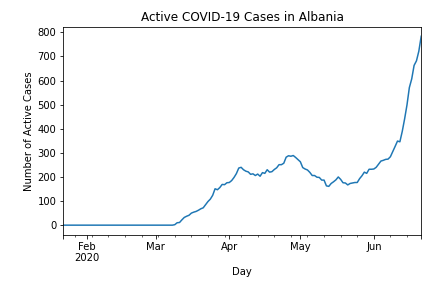 Active COVID-19 Cases in Albania
800
700
600
500
400
300
200
100
0
Number of Active Cases
Feb Mar Apr May Jun
2020
Day